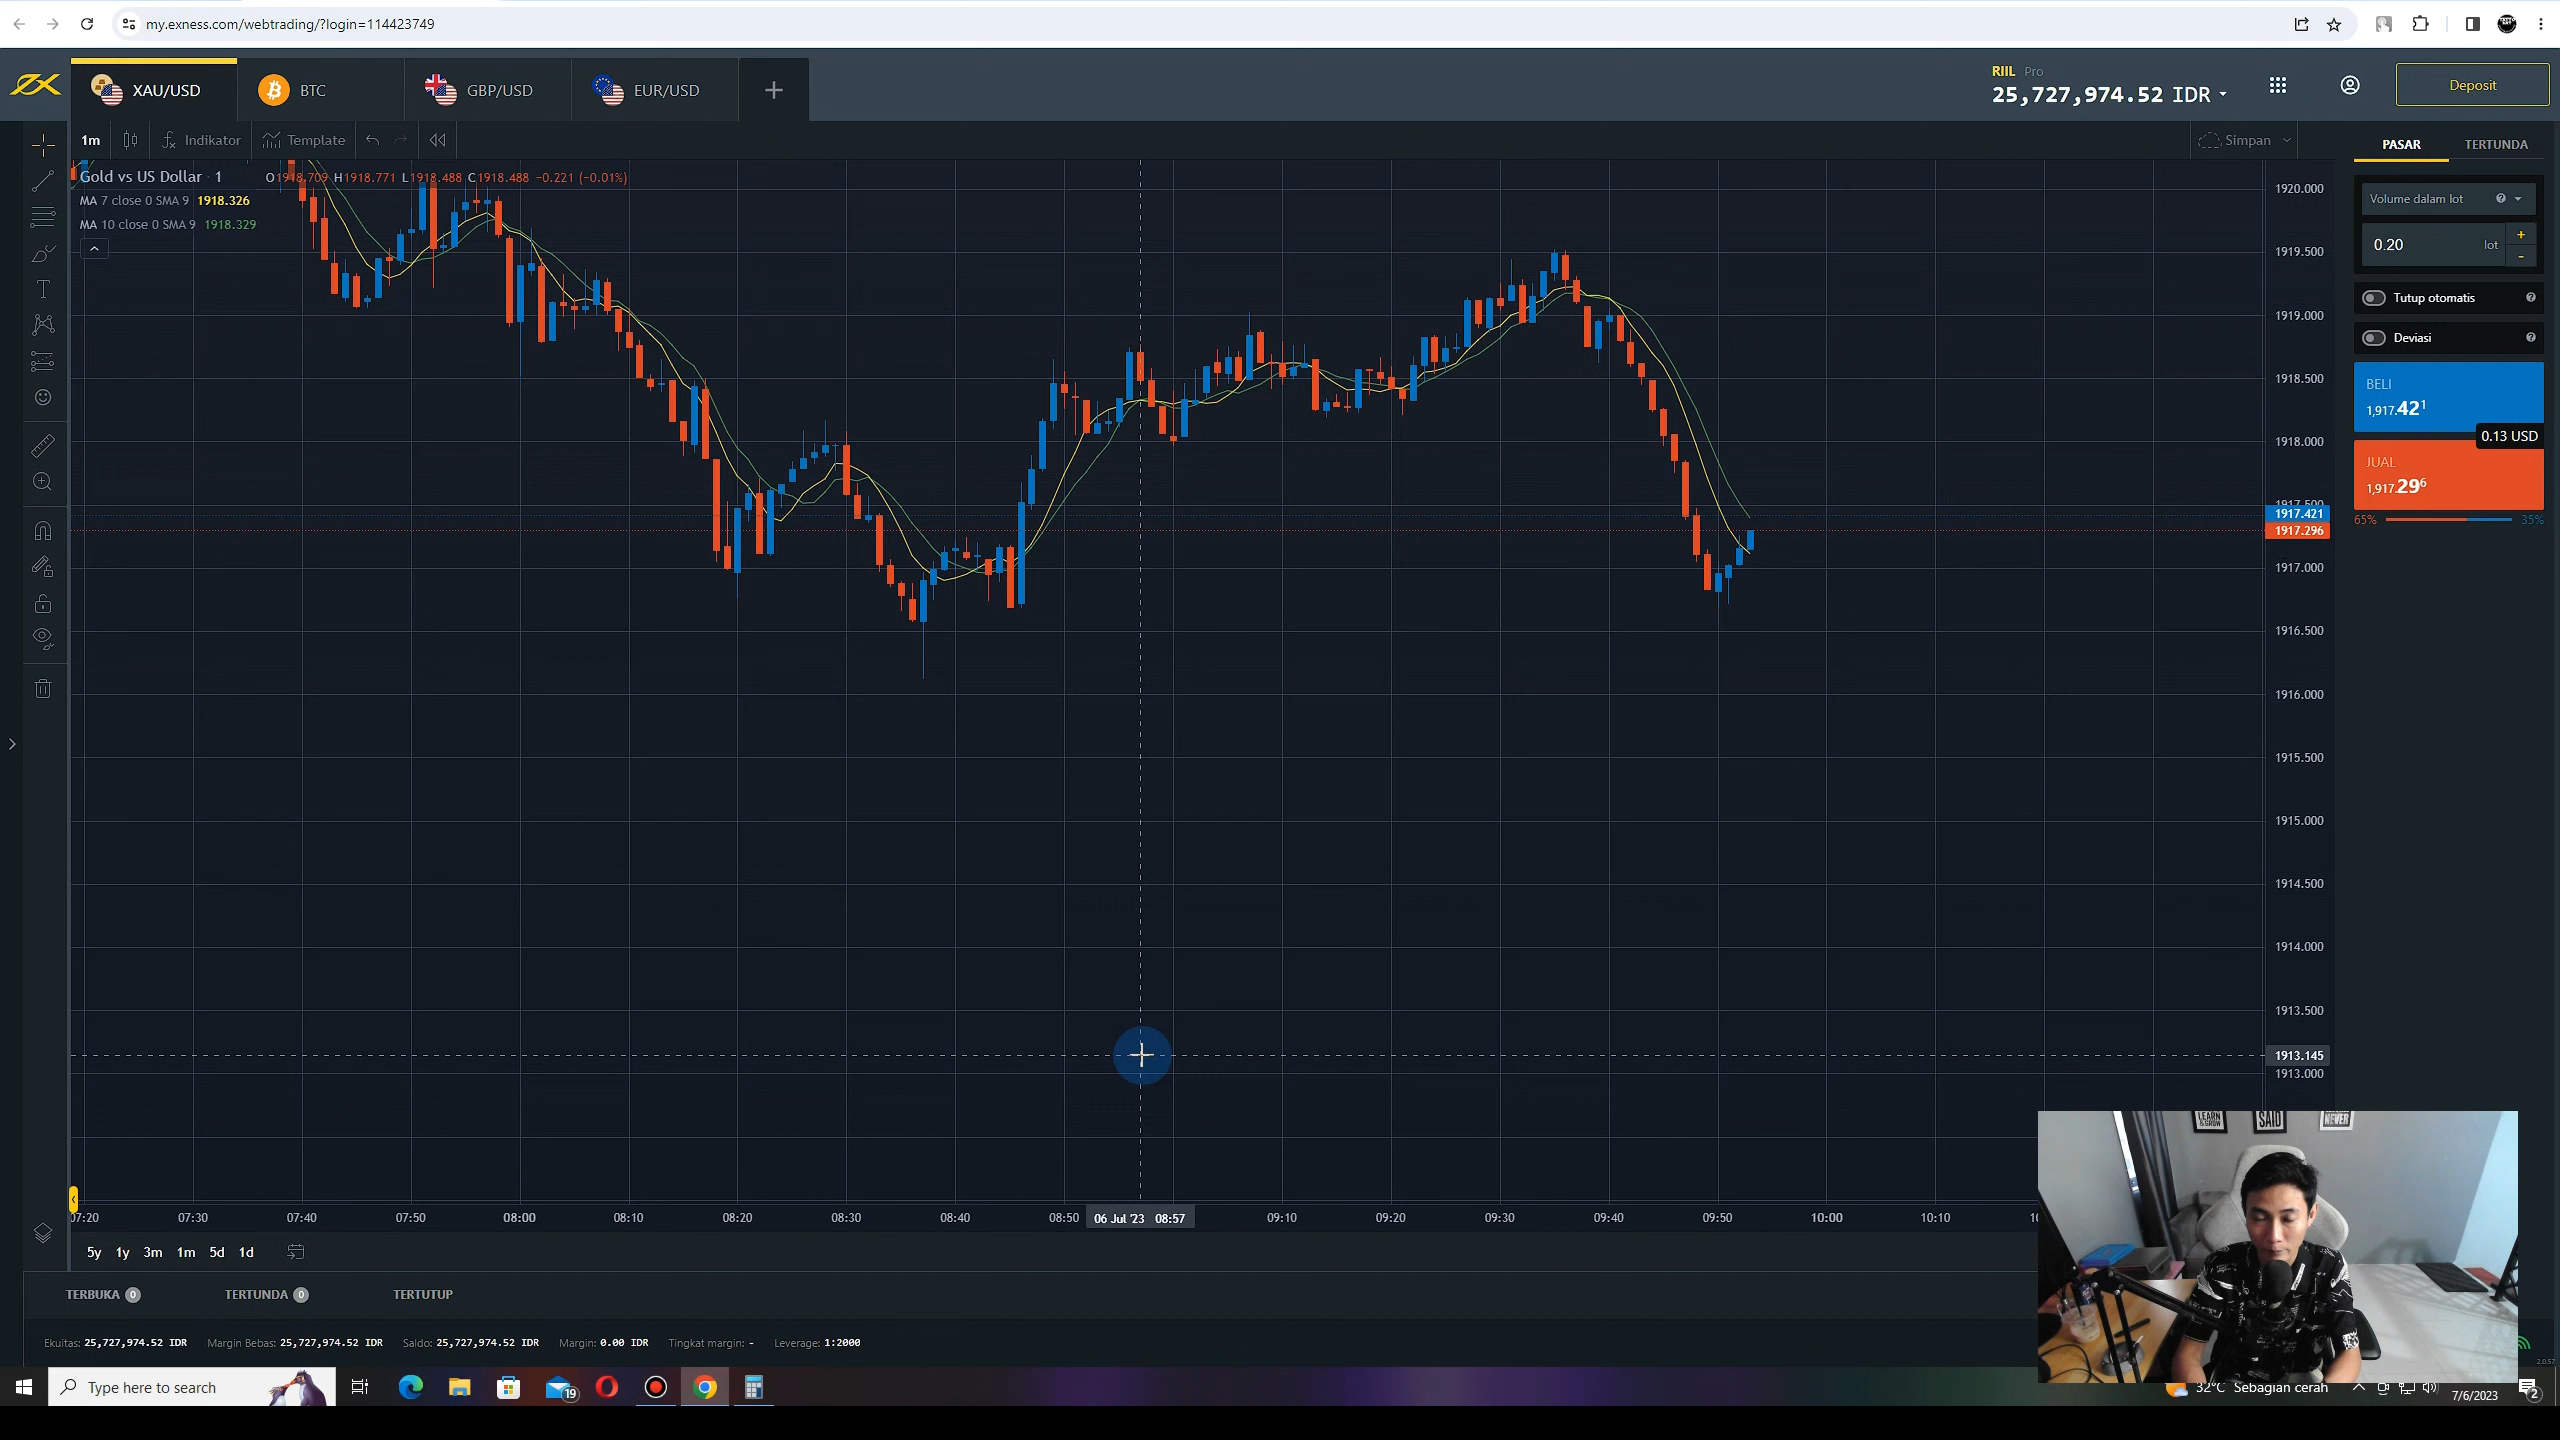 my.exness.com/webtrading/?login=114423749
XAU/USD BTC GBP/USD EUR/USD
RIIL Pro
25,727,974.52 IDR
Deposit
1m Indikator Template Simpan
PASAR TERTUNDA
Gold vs US Dollar · 1 O1918.709 H1918.771 L1918.488 C1918.488 −0.221 (−0.01%)
MA 7 close 0 SMA 9 1918.326
MA 10 close 0 SMA 9 1918.329
Volume dalam lot
0.20 lot + -
Tutup otomatis
Deviasi
BELI
1,917.421
0.13 USD
JUAL
1,917.296
65% 35%
1920.000
1919.500
1919.000
1918.500
1918.000
1917.500
1917.421
1917.296
1917.000
1916.500
1916.000
1915.500
1915.000
1914.500
1914.000
1913.500
1913.145
1913.000
07:20 07:30 07:40 07:50 08:00 08:10 08:20 08:30 08:40 08:50 06 Jul '23 08:57 09:10 09:20 09:30 09:40 09:50 10:00 10:10
5y 1y 3m 1m 5d 1d
TERBUKA 0 TERTUNDA 0 TERTUTUP
Ekuitas: 25,727,974.52 IDR Margin Bebas: 25,727,974.52 IDR Saldo: 25,727,974.52 IDR Margin: 0.00 IDR Tingkat margin: - Leverage: 1:2000
LEARN
& GROW
SAID
NEVER
Type here to search
19
32°C Sebagian cerah
7/6/2023
2